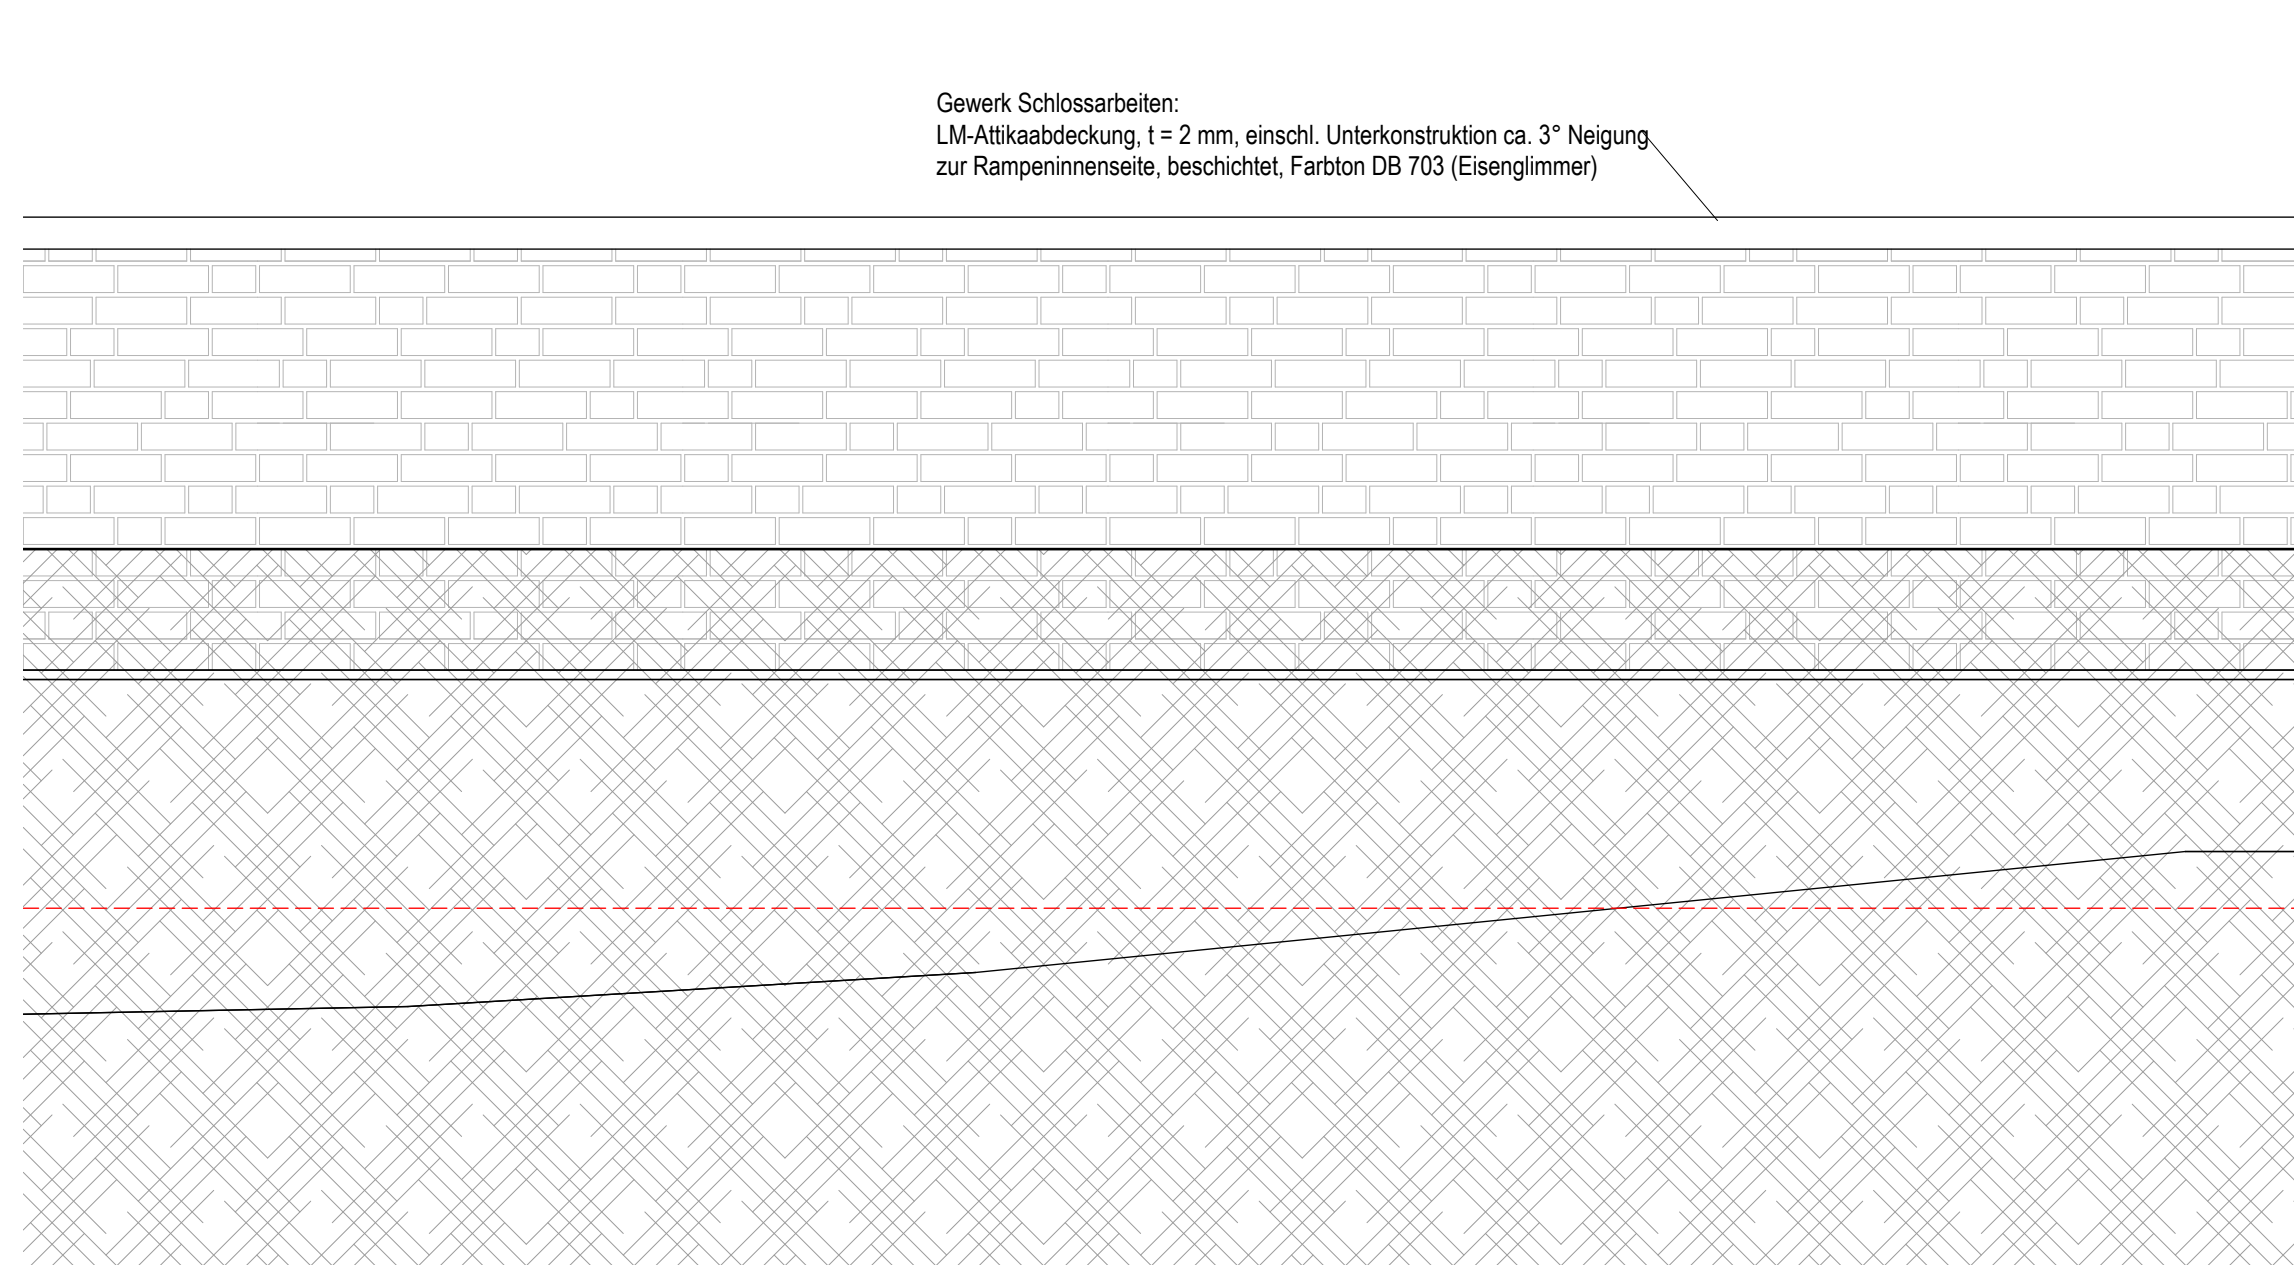 Gewerk Schlossarbeiten:
LM-Attikaabdeckung, t = 2 mm, einschl. Unterkonstruktion ca. 3° Neigung
zur Rampeninnenseite, beschichtet, Farbton DB 703 (Eisenglimmer)